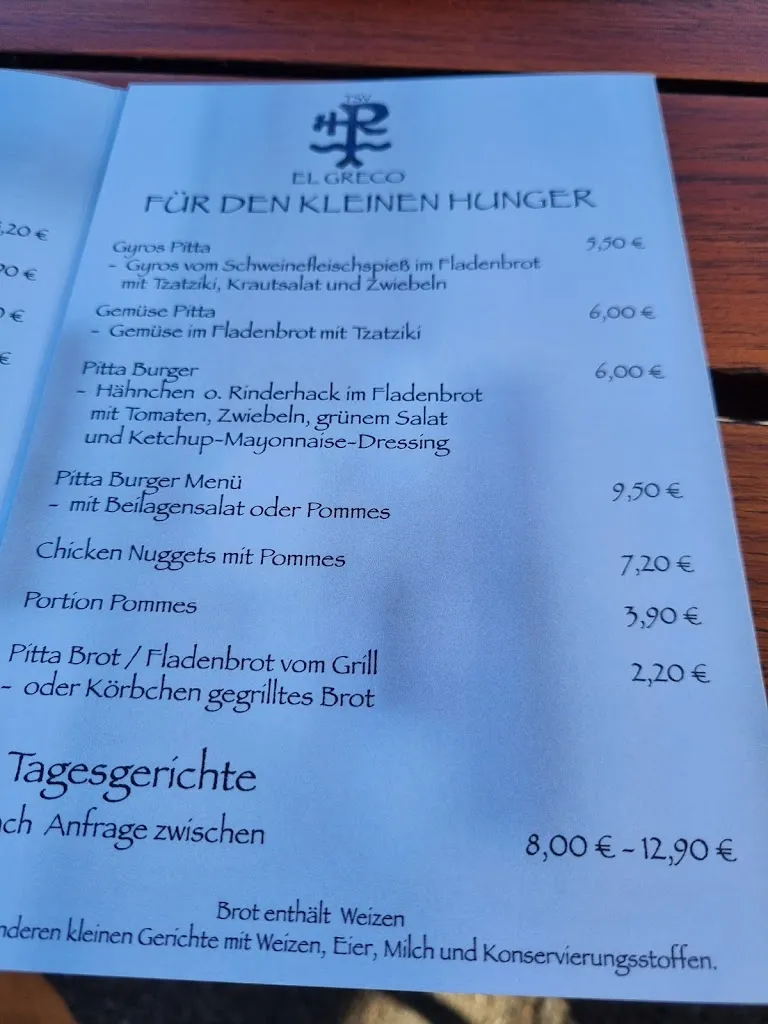 TSV
EL GRECO
FÜR DEN KLEINEN HUNGER
Gyros Pitta 5,50 €
- Gyros vom Schweinefleischspieß im Fladenbrot
mit Tzatziki, Krautsalat und Zwiebeln
Gemüse Pitta 6,00 €
- Gemüse im Fladenbrot mit Tzatziki
Pitta Burger 6,00 €
- Hähnchen o. Rinderhack im Fladenbrot
mit Tomaten, Zwiebeln, grünem Salat
und Ketchup-Mayonnaise-Dressing
Pitta Burger Menü 9,50 €
- mit Beilagensalat oder Pommes
Chicken Nuggets mit Pommes 7,20 €
Portion Pommes 3,90 €
Pitta Brot / Fladenbrot vom Grill 2,20 €
- oder Körbchen gegrilltes Brot
Tagesgerichte
Anfrage zwischen 8,00 € - 12,90 €
Brot enthält Weizen
kleinen Gerichte mit Weizen, Eier, Milch und Konservierungsstoffen.